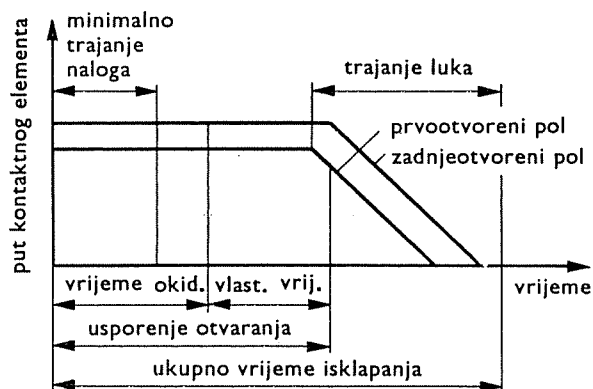 minimalno
trajanje
naloga
trajanje luka
prvootvoreni pol
zadnjeotvoreni pol
put kontaktnog elementa
vrijeme okid. vlast. vrij.
vrijeme
usporenje otvaranja
ukupno vrijeme isklapanja